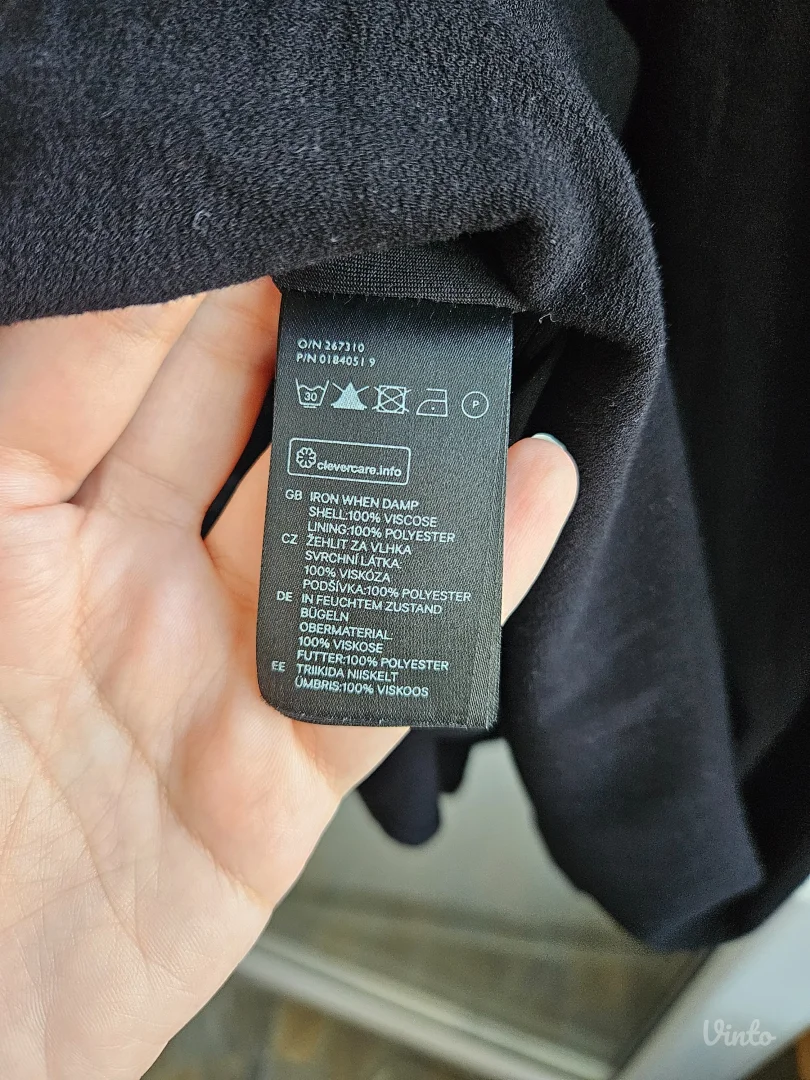 O/N 267310
P/N 0184051 9
30
P
clevercare.info
GB IRON WHEN DAMP
SHELL:100% VISCOSE
LINING:100% POLYESTER
CZ ŽEHLIT ZA VLHKA
SVRCHNÍ LÁTKA:
100% VISKÓZA
PODŠÍVKA:100% POLYESTER
DE IN FEUCHTEM ZUSTAND
BÜGELN
OBERMATERIAL:
100% VISKOSE
FUTTER:100% POLYESTER
EE TRIIKIDA NIISKELT
ÜMBRIS:100% VISKOOS
Vinto